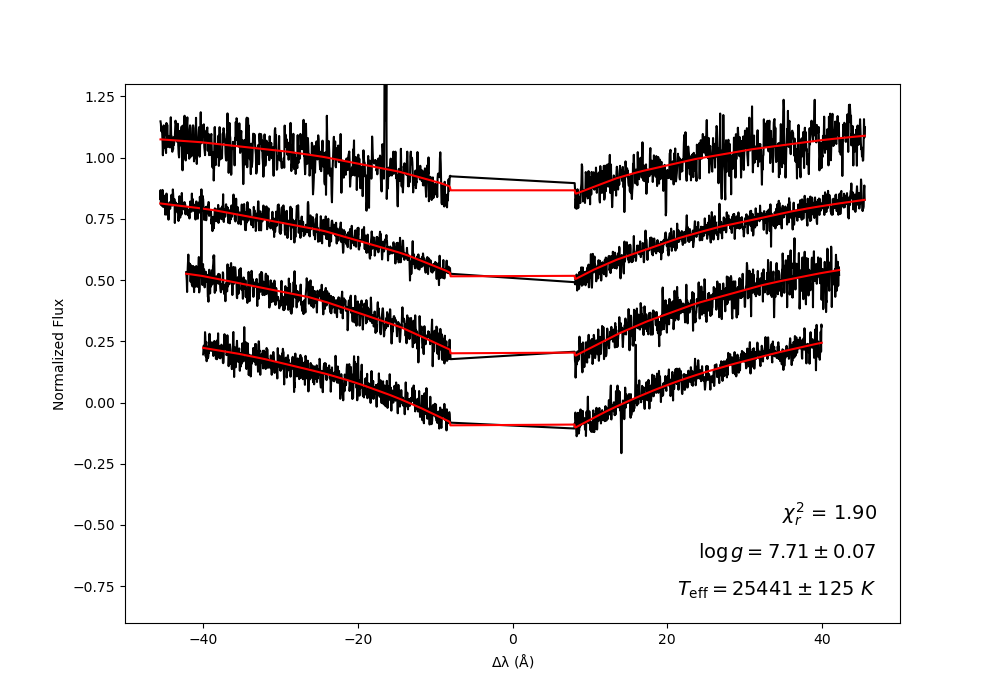 1.25
1.00
0.75
0.50
0.25
0.00
−0.25
−0.50
−0.75
Normalized Flux
χ²ᵣ = 1.90
log g = 7.71 ± 0.07
T_eff = 25441 ± 125 K
−40 −20 0 20 40
Δλ (Å)